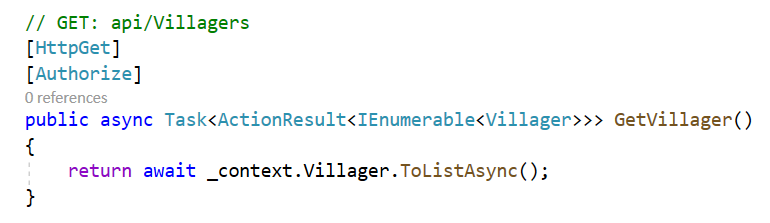 // GET: api/Villagers
[HttpGet]
[Authorize]
0 references
public async Task<ActionResult<IEnumerable<Villager>>> GetVillager()
{
    return await _context.Villager.ToListAsync();
}